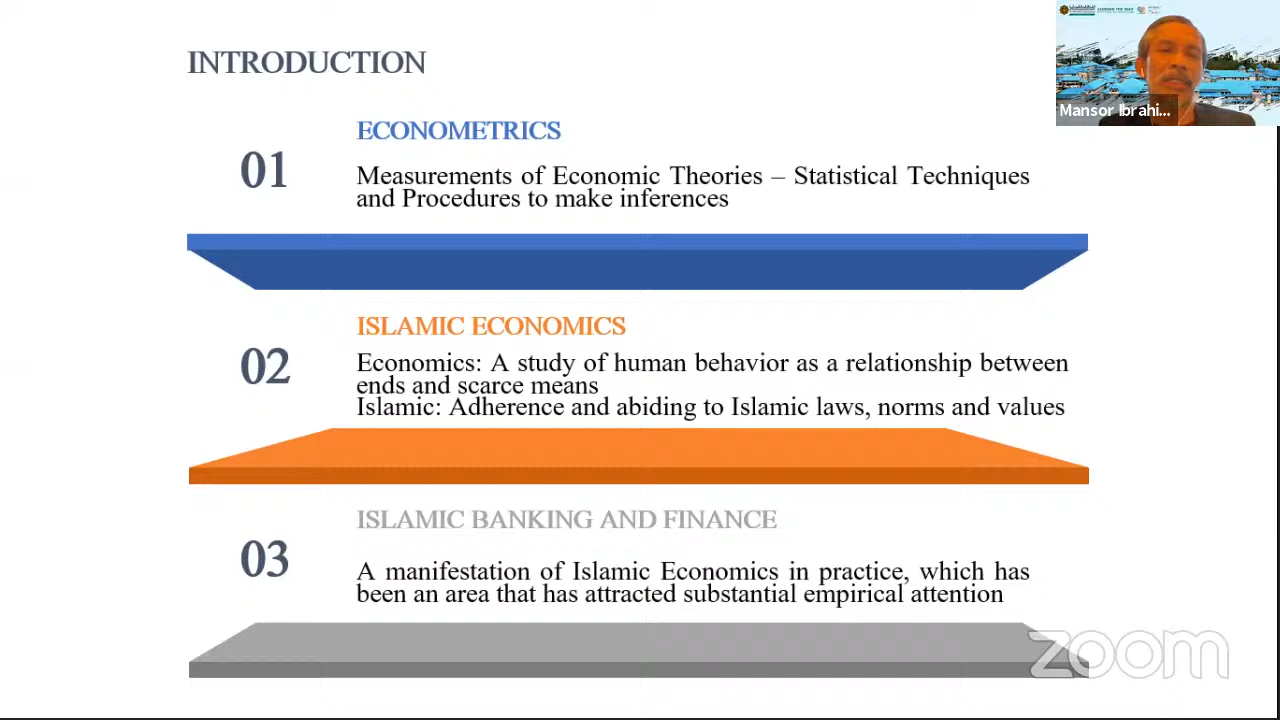 INTRODUCTION
ECONOMETRICS
01
Measurements of Economic Theories – Statistical Techniques
and Procedures to make inferences
ISLAMIC ECONOMICS
02
Economics: A study of human behavior as a relationship between
ends and scarce means
Islamic: Adherence and abiding to Islamic laws, norms and values
ISLAMIC BANKING AND FINANCE
03
A manifestation of Islamic Economics in practice, which has
been an area that has attracted substantial empirical attention
Mansor Ibrahi...
zoom